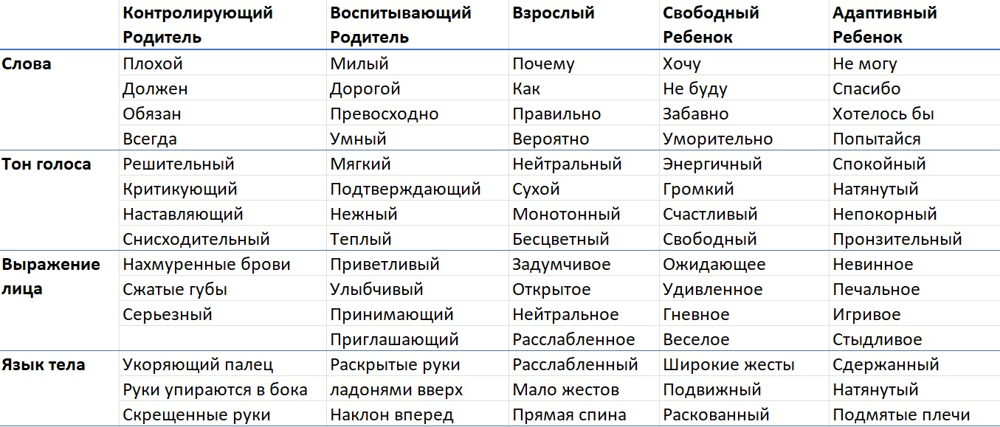 Контролирующий Родитель Воспитывающий Родитель Взрослый Свободный Ребенок Адаптивный Ребенок
Слова Плохой Милый Почему Хочу Не могу
Должен Дорогой Как Не буду Спасибо
Обязан Превосходно Правильно Забавно Хотелось бы
Всегда Умный Вероятно Уморительно Попытайся
Тон голоса Решительный Мягкий Нейтральный Энергичный Спокойный
Критикующий Подтверждающий Сухой Громкий Натянутый
Наставляющий Нежный Монотонный Счастливый Непокорный
Снисходительный Теплый Бесцветный Свободный Пронзительный
Выражение лица Нахмуренные брови Приветливый Задумчивое Ожидающее Невинное
Сжатые губы Улыбчивый Открытое Удивленное Печальное
Серьезный Принимающий Нейтральное Гневное Игривое
Приглашающий Расслабленное Веселое Стыдливое
Язык тела Укоряющий палец Раскрытые руки Расслабленный Широкие жесты Сдержанный
Руки упираются в бока ладонями вверх Мало жестов Подвижный Натянутый
Скрещенные руки Наклон вперед Прямая спина Раскованный Подмятые плечи